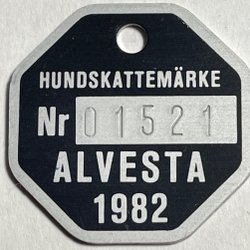 HUNDSKATTEMÄRKE
Nr 01521
ALVESTA
1982